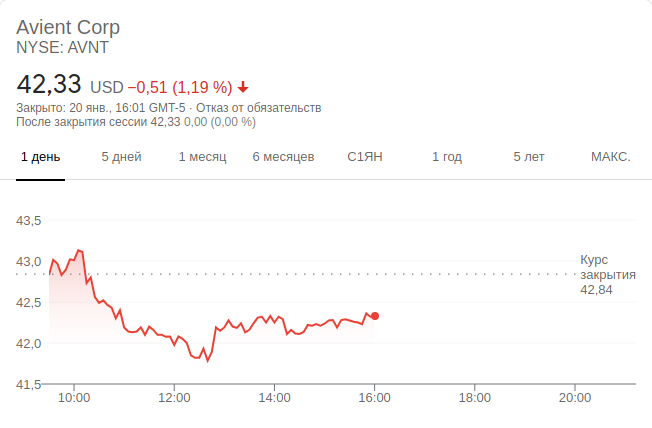 Avient Corp
NYSE: AVNT
42,33 USD −0,51 (1,19 %)
Закрыто: 20 янв., 16:01 GMT-5 · Отказ от обязательств
После закрытия сессии 42,33 0,00 (0,00 %)
1 день 5 дней 1 месяц 6 месяцев С1ЯН 1 год 5 лет МАКС.
43,5
43,0
42,5
42,0
41,5
Курс
закрытия
42,84
10:00 12:00 14:00 16:00 18:00 20:00